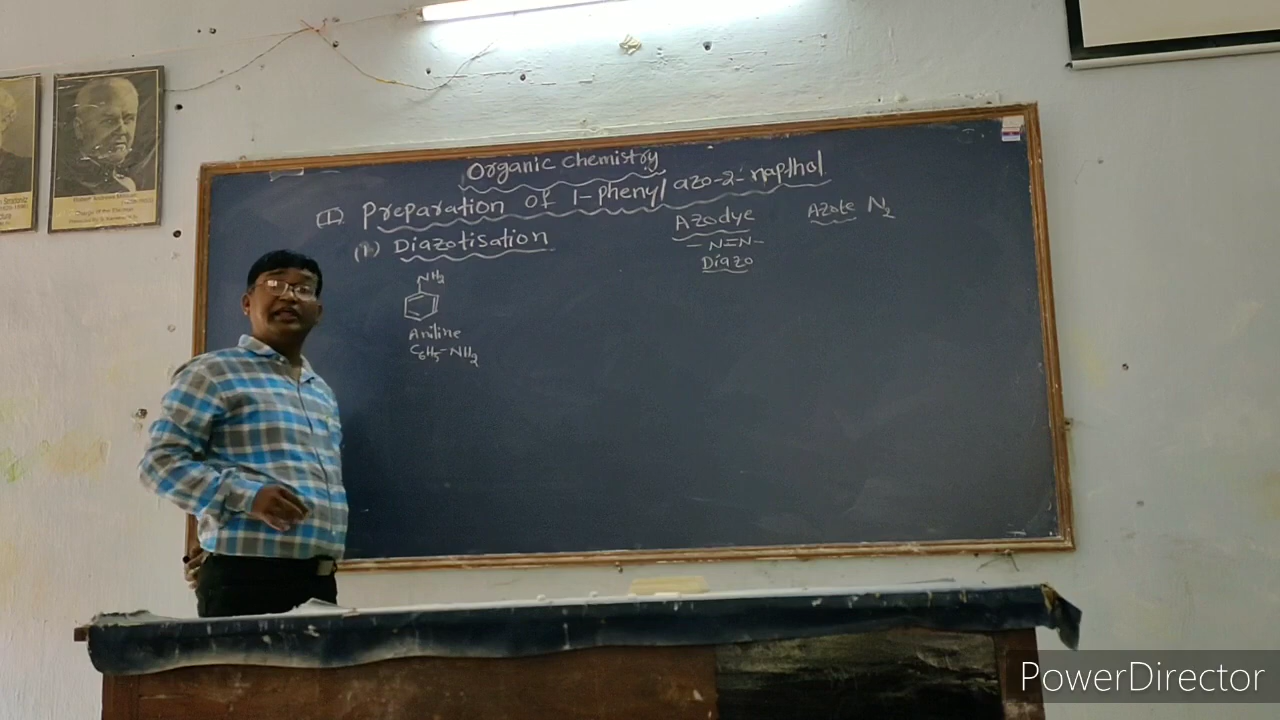 Organic chemistry
(I) Preparation of 1-phenyl azo-2-napthol
(1) Diazotisation
Azodye
-N=N-
Diazo
Azote N2
NH2
Aniline
C6H5-NH2
PowerDirector